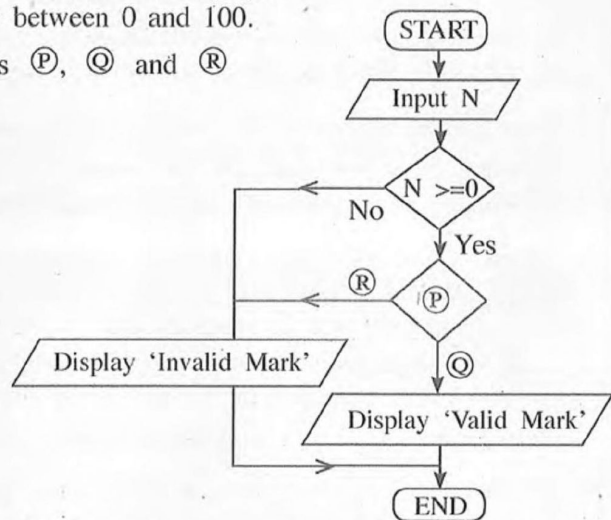 between 0 and 100.
s Ⓟ, Ⓠ and Ⓡ
START
Input N
N >=0
No
Yes
Ⓡ
Ⓟ
Ⓠ
Display ‘Invalid Mark’
Display ‘Valid Mark’
END